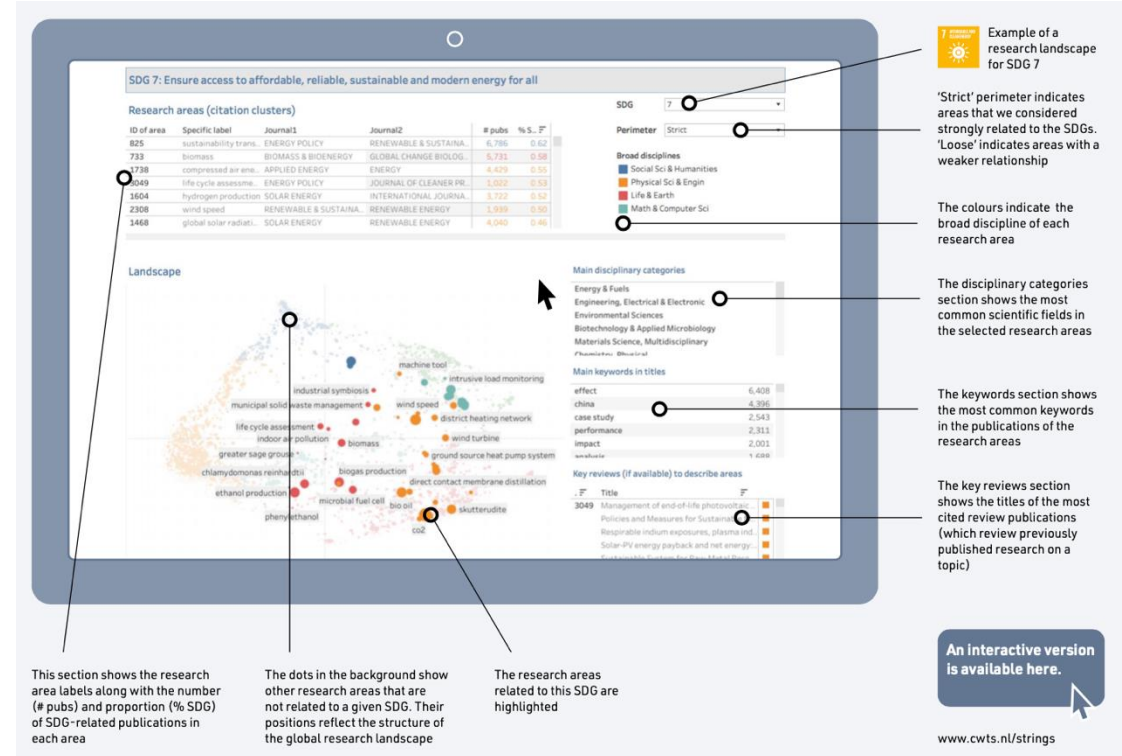 SDG 7: Ensure access to affordable, reliable, sustainable and modern energy for all
Research areas (citation clusters)
ID of area Specific label Journal1 Journal2 # pubs % S..
825 sustainability trans.. ENERGY POLICY RENEWABLE & SUSTAINA.. 6,786 0.62
733 biomass BIOMASS & BIOENERGY GLOBAL CHANGE BIOLOG.. 5,731 0.58
1738 compressed air ene.. APPLIED ENERGY ENERGY 4,429 0.55
3049 life cycle assessme.. ENERGY POLICY JOURNAL OF CLEANER PR.. 1,022 0.53
1604 hydrogen production SOLAR ENERGY INTERNATIONAL JOURNA.. 3,722 0.52
2308 wind speed RENEWABLE & SUSTAINA.. RENEWABLE ENERGY 1,999 0.50
1468 global solar radiati.. SOLAR ENERGY RENEWABLE ENERGY 4,040 0.46
SDG 7
Perimeter Strict
Broad disciplines
Social Sci & Humanities
Physical Sci & Engin
Life & Earth
Math & Computer Sci
Landscape
machine tool
intrusive load monitoring
industrial symbiosis
municipal solid waste management
wind speed
district heating network
life cycle assessment
indoor air pollution
biomass
wind turbine
greater sage grouse
ground source heat pump system
chlamydomonas reinhardtii
biogas production
direct contact membrane distillation
ethanol production
microbial fuel cell
bio oil
skutterudite
phenylethanol
co2
Main disciplinary categories
Energy & Fuels
Engineering, Electrical & Electronic
Environmental Sciences
Biotechnology & Applied Microbiology
Materials Science, Multidisciplinary
Chemistry, Physical
Main keywords in titles
effect 6,408
china 4,396
case study 2,543
performance 2,311
impact 2,001
analysis 1,688
Key reviews (if available) to describe areas
Title
3049 Management of end-of-life photovoltaic..
Policies and Measures for Sustaina
Respirable indium exposures, plasma ind..
Solar-PV energy payback and net energy:..
7
Example of a
research landscape
for SDG 7
'Strict' perimeter indicates
areas that we considered
strongly related to the SDGs.
'Loose' indicates areas with a
weaker relationship
The colours indicate the
broad discipline of each
research area
The disciplinary categories
section shows the most
common scientific fields in
the selected research areas
The keywords section shows
the most common keywords
in the publications of the
research areas
The key reviews section
shows the titles of the most
cited review publications
(which review previously
published research on a
topic)
This section shows the research
area labels along with the number
(# pubs) and proportion (% SDG)
of SDG-related publications in
each area
The dots in the background show
other research areas that are
not related to a given SDG. Their
positions reflect the structure of
the global research landscape
The research areas
related to this SDG are
highlighted
An interactive version
is available here.
www.cwts.nl/strings